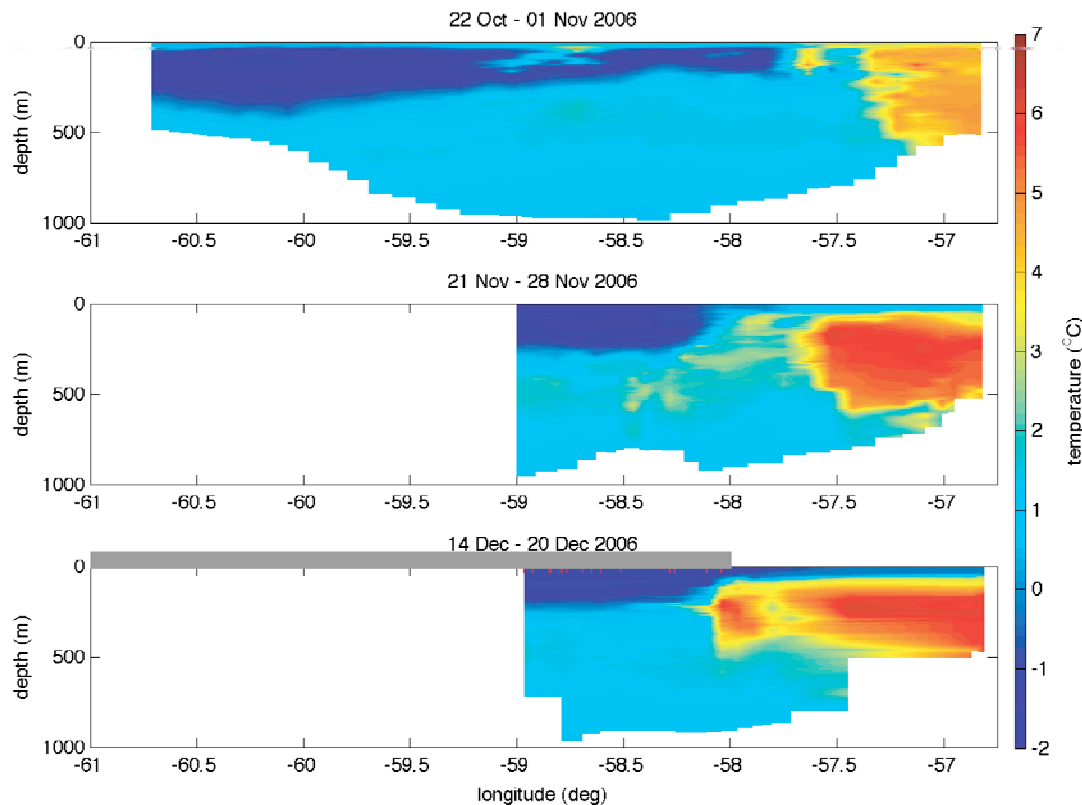 22 Oct - 01 Nov 2006
0
500
1000
depth (m)
-61 -60.5 -60 -59.5 -59 -58.5 -58 -57.5 -57
21 Nov - 28 Nov 2006
0
500
1000
depth (m)
-61 -60.5 -60 -59.5 -59 -58.5 -58 -57.5 -57
14 Dec - 20 Dec 2006
0
500
1000
depth (m)
-61 -60.5 -60 -59.5 -59 -58.5 -58 -57.5 -57
longitude (deg)
7
6
5
4
3
2
1
0
-1
-2
temperature (°C)